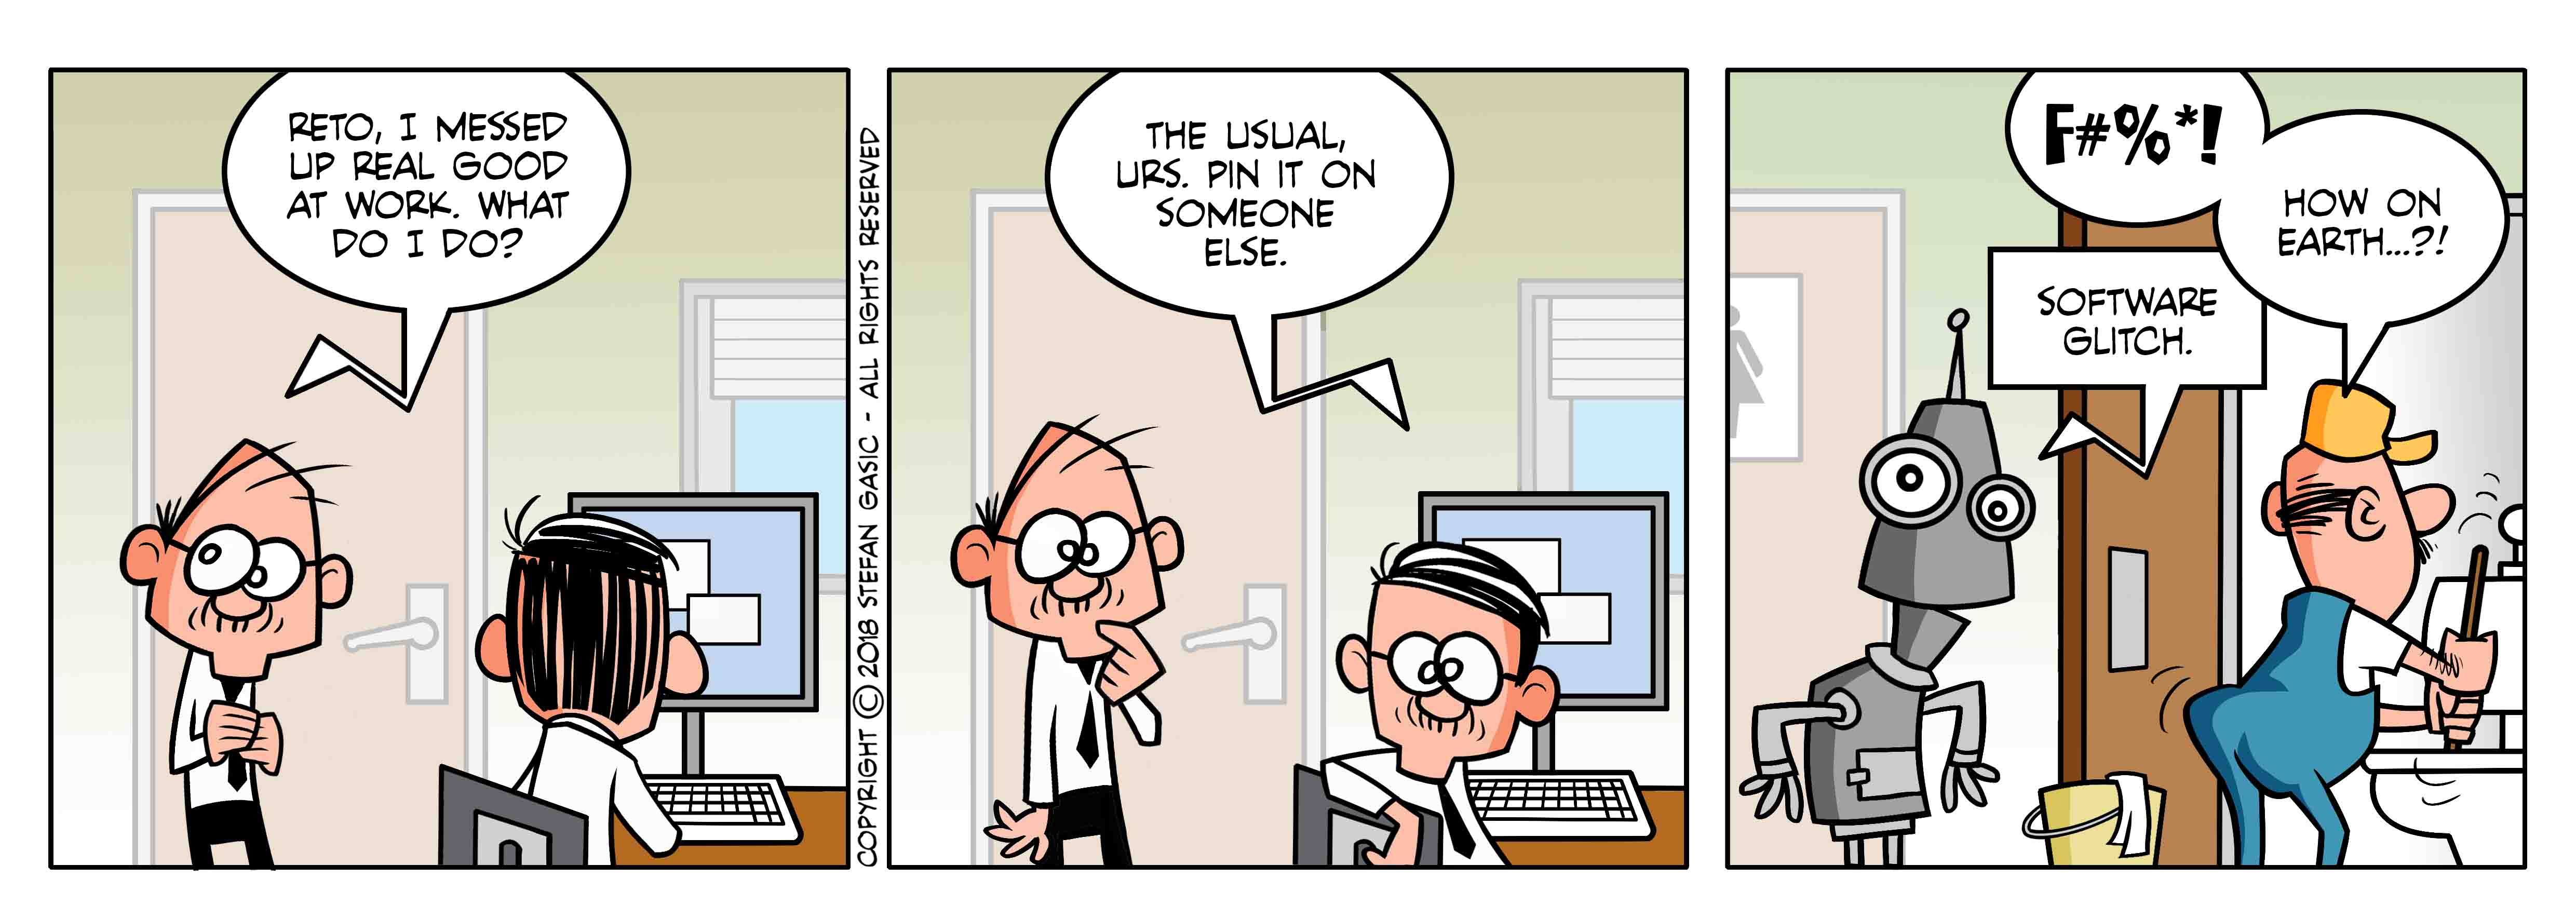 RETO, I MESSED
UP REAL GOOD
AT WORK. WHAT
DO I DO?
COPYRIGHT © 2018 STEFAN GASIC - ALL RIGHTS RESERVED
THE USUAL,
URS. PIN IT ON
SOMEONE
ELSE.
F#%*!
HOW ON
EARTH...?!
SOFTWARE
GLITCH.